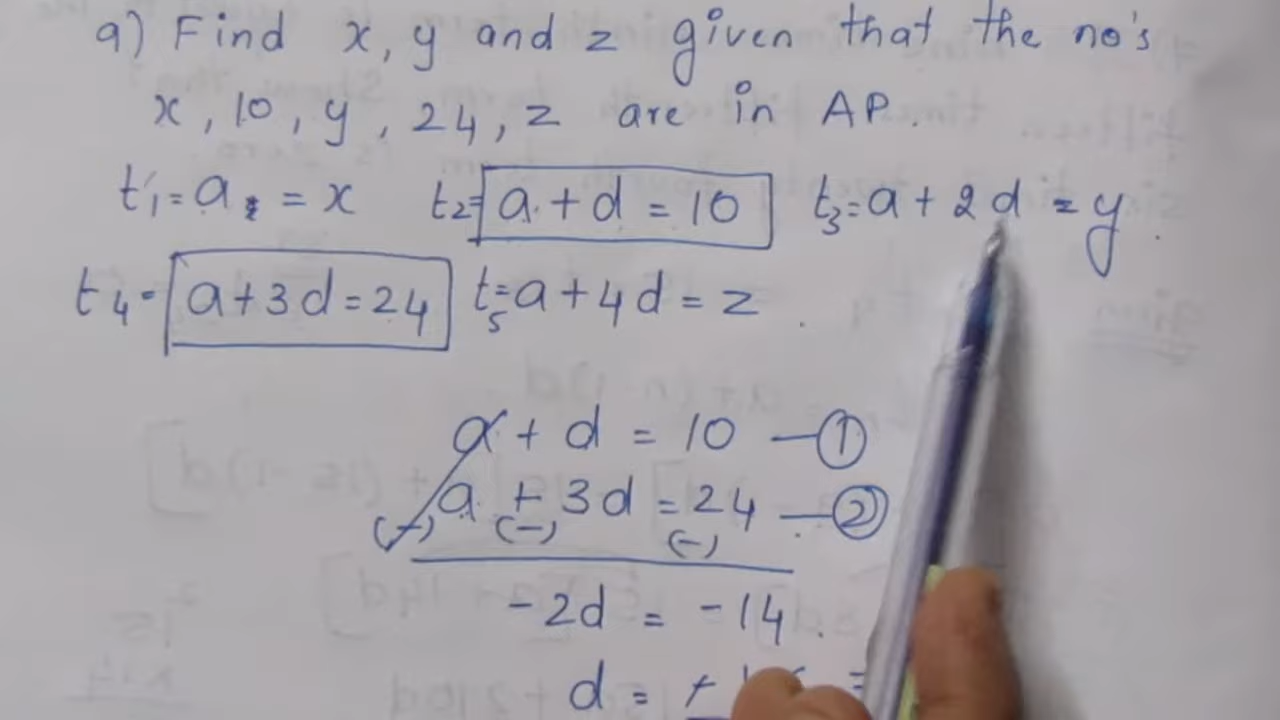 9) Find x, y and z given that the no's
x, 10, y, 24, z are in AP.
t₁ = a = x t₂ = a + d = 10 t₃ = a + 2d = y
t₄ = a + 3d = 24 t₅ = a + 4d = z
a + d = 10 — ①
a + 3d = 24 — ②
(-) (-) (-)
-2d = -14
d =